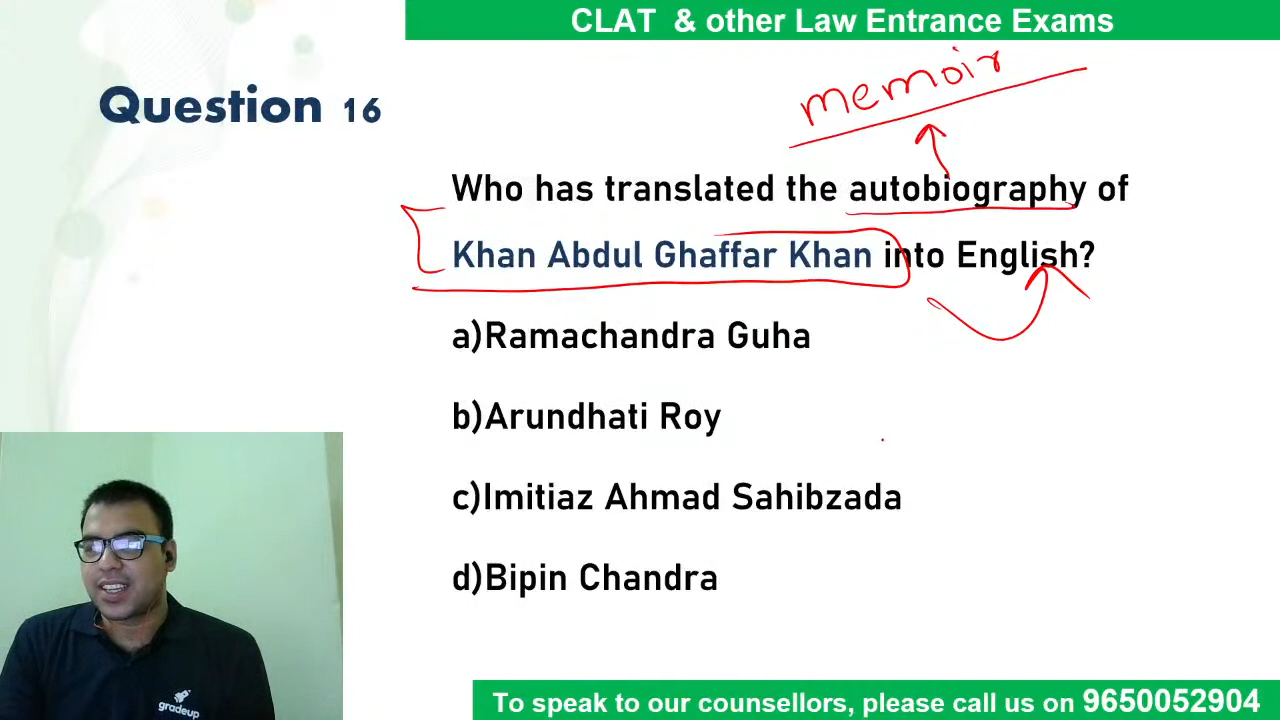 CLAT & other Law Entrance Exams
Question 16
memoir
Who has translated the autobiography of
Khan Abdul Ghaffar Khan into English?
a)Ramachandra Guha
b)Arundhati Roy
c)Imitiaz Ahmad Sahibzada
d)Bipin Chandra
gradeup
To speak to our counsellors, please call us on 9650052904